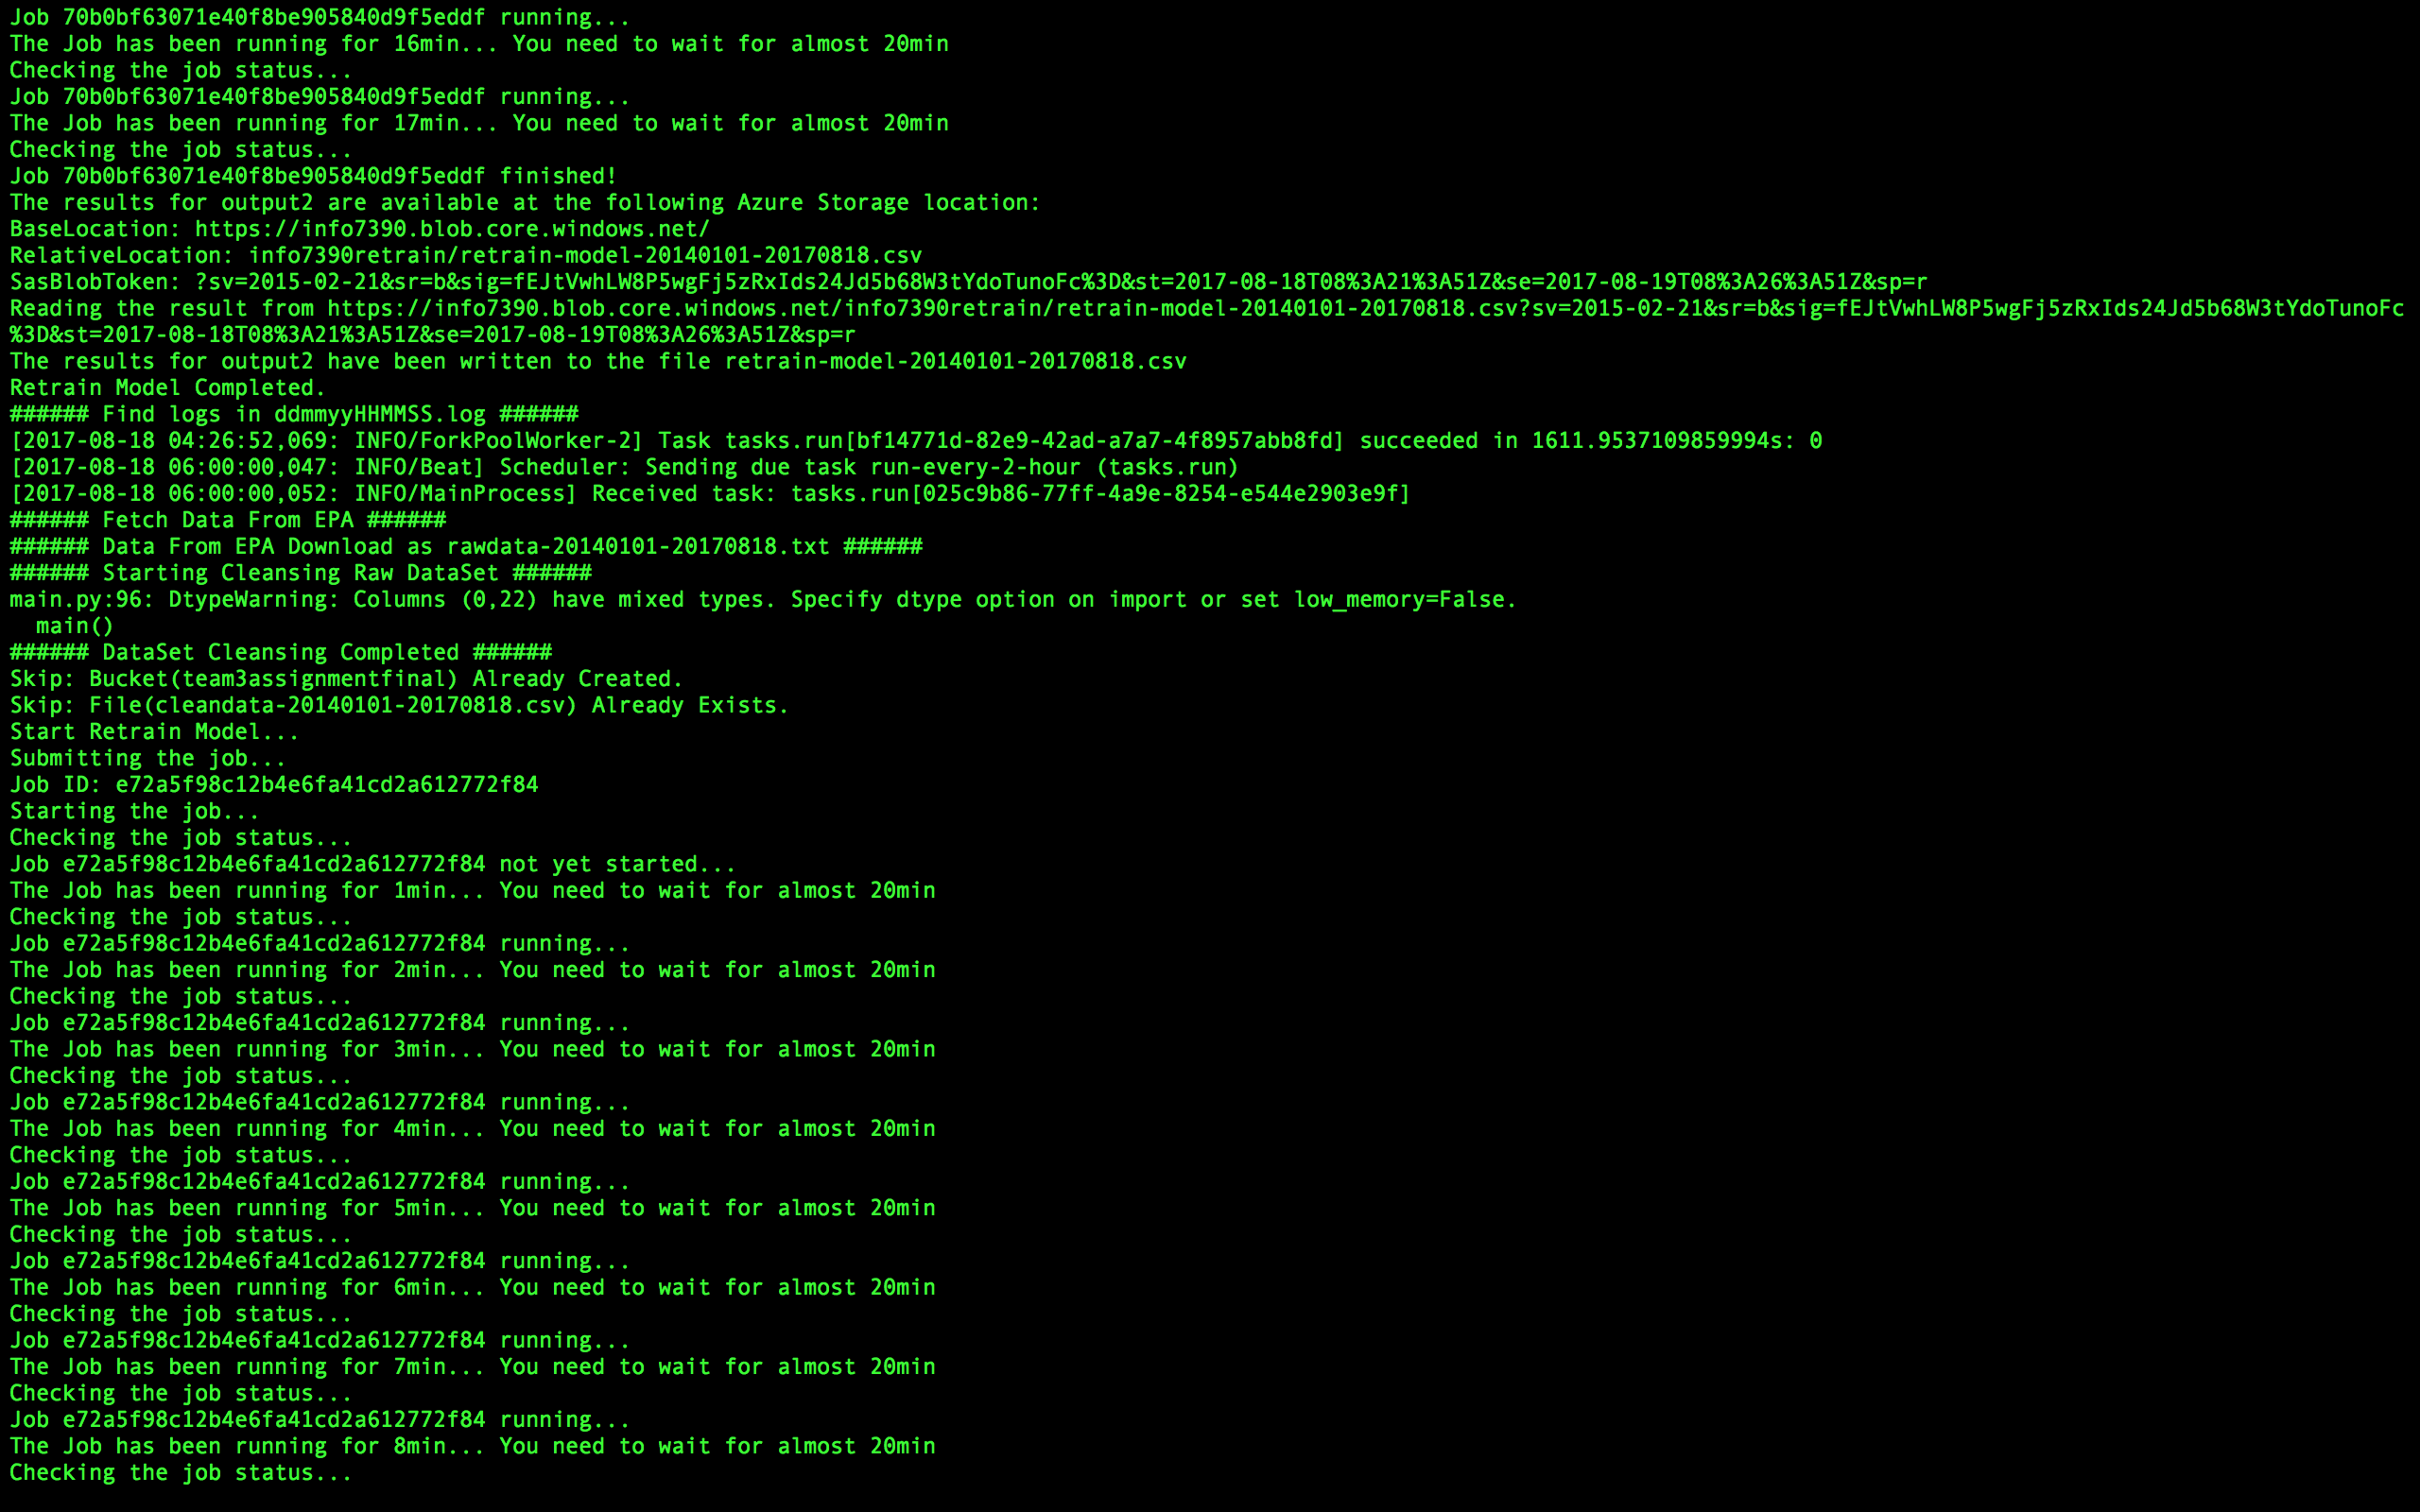 Job 70b0bf63071e40f8be905840d9f5eddf running...
The Job has been running for 16min... You need to wait for almost 20min
Checking the job status...
Job 70b0bf63071e40f8be905840d9f5eddf running...
The Job has been running for 17min... You need to wait for almost 20min
Checking the job status...
Job 70b0bf63071e40f8be905840d9f5eddf finished!
The results for output2 are available at the following Azure Storage location:
BaseLocation: https://info7390.blob.core.windows.net/
RelativeLocation: info7390retrain/retrain-model-20140101-20170818.csv
SasBlobToken: ?sv=2015-02-21&sr=b&sig=fEJtVwhLW8P5wgFj5zRxIds24Jd5b68W3tYdoTunoFc%3D&st=2017-08-18T08%3A21%3A51Z&se=2017-08-19T08%3A26%3A51Z&sp=r
Reading the result from https://info7390.blob.core.windows.net/info7390retrain/retrain-model-20140101-20170818.csv?sv=2015-02-21&sr=b&sig=fEJtVwhLW8P5wgFj5zRxIds24Jd5b68W3tYdoTunoFc
%3D&st=2017-08-18T08%3A21%3A51Z&se=2017-08-19T08%3A26%3A51Z&sp=r
The results for output2 have been written to the file retrain-model-20140101-20170818.csv
Retrain Model Completed.
###### Find logs in ddmmyyHHMMSS.log ######
[2017-08-18 04:26:52,069: INFO/ForkPoolWorker-2] Task tasks.run[bf14771d-82e9-42ad-a7a7-4f8957abb8fd] succeeded in 1611.9537109859994s: 0
[2017-08-18 06:00:00,047: INFO/Beat] Scheduler: Sending due task run-every-2-hour (tasks.run)
[2017-08-18 06:00:00,052: INFO/MainProcess] Received task: tasks.run[025c9b86-77ff-4a9e-8254-e544e2903e9f]
###### Fetch Data From EPA ######
###### Data From EPA Download as rawdata-20140101-20170818.txt ######
###### Starting Cleansing Raw DataSet ######
main.py:96: DtypeWarning: Columns (0,22) have mixed types. Specify dtype option on import or set low_memory=False.
  main()
###### DataSet Cleansing Completed ######
Skip: Bucket(team3assignmentfinal) Already Created.
Skip: File(cleandata-20140101-20170818.csv) Already Exists.
Start Retrain Model...
Submitting the job...
Job ID: e72a5f98c12b4e6fa41cd2a612772f84
Starting the job...
Checking the job status...
Job e72a5f98c12b4e6fa41cd2a612772f84 not yet started...
The Job has been running for 1min... You need to wait for almost 20min
Checking the job status...
Job e72a5f98c12b4e6fa41cd2a612772f84 running...
The Job has been running for 2min... You need to wait for almost 20min
Checking the job status...
Job e72a5f98c12b4e6fa41cd2a612772f84 running...
The Job has been running for 3min... You need to wait for almost 20min
Checking the job status...
Job e72a5f98c12b4e6fa41cd2a612772f84 running...
The Job has been running for 4min... You need to wait for almost 20min
Checking the job status...
Job e72a5f98c12b4e6fa41cd2a612772f84 running...
The Job has been running for 5min... You need to wait for almost 20min
Checking the job status...
Job e72a5f98c12b4e6fa41cd2a612772f84 running...
The Job has been running for 6min... You need to wait for almost 20min
Checking the job status...
Job e72a5f98c12b4e6fa41cd2a612772f84 running...
The Job has been running for 7min... You need to wait for almost 20min
Checking the job status...
Job e72a5f98c12b4e6fa41cd2a612772f84 running...
The Job has been running for 8min... You need to wait for almost 20min
Checking the job status...